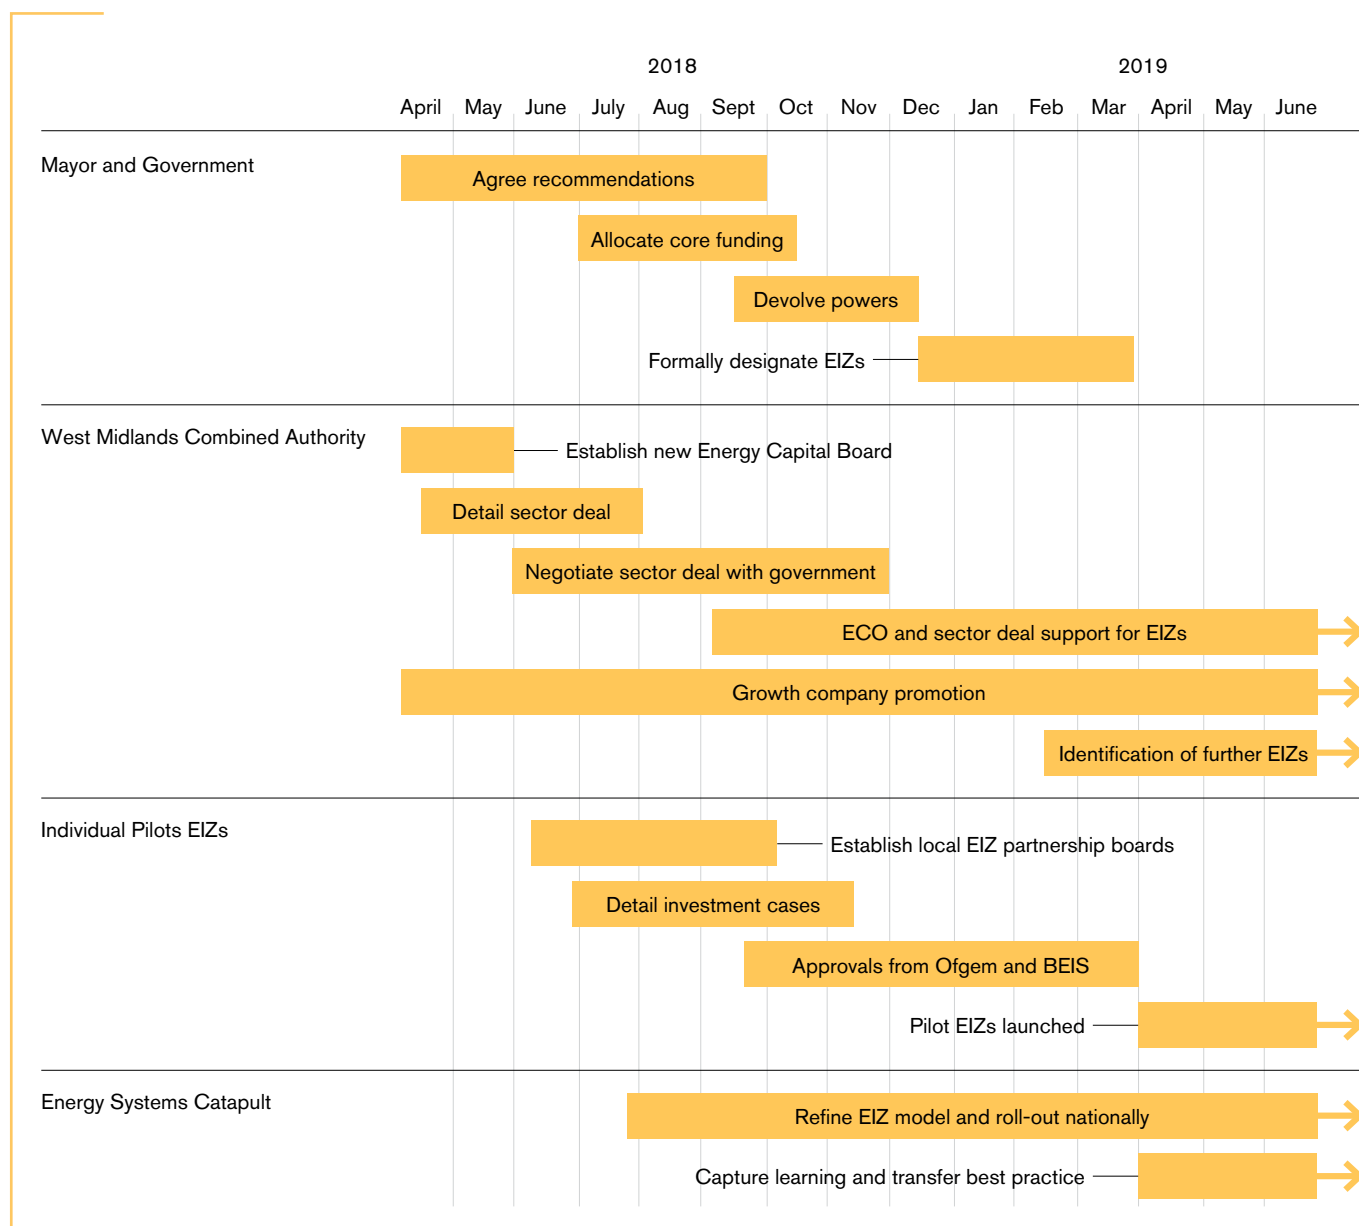 2018 2019
April May June July Aug Sept Oct Nov Dec Jan Feb Mar April May June
Mayor and Government
Agree recommendations
Allocate core funding
Devolve powers
Formally designate EIZs
West Midlands Combined Authority
Establish new Energy Capital Board
Detail sector deal
Negotiate sector deal with government
ECO and sector deal support for EIZs
Growth company promotion
Identification of further EIZs
Individual Pilots EIZs
Establish local EIZ partnership boards
Detail investment cases
Approvals from Ofgem and BEIS
Pilot EIZs launched
Energy Systems Catapult
Refine EIZ model and roll-out nationally
Capture learning and transfer best practice